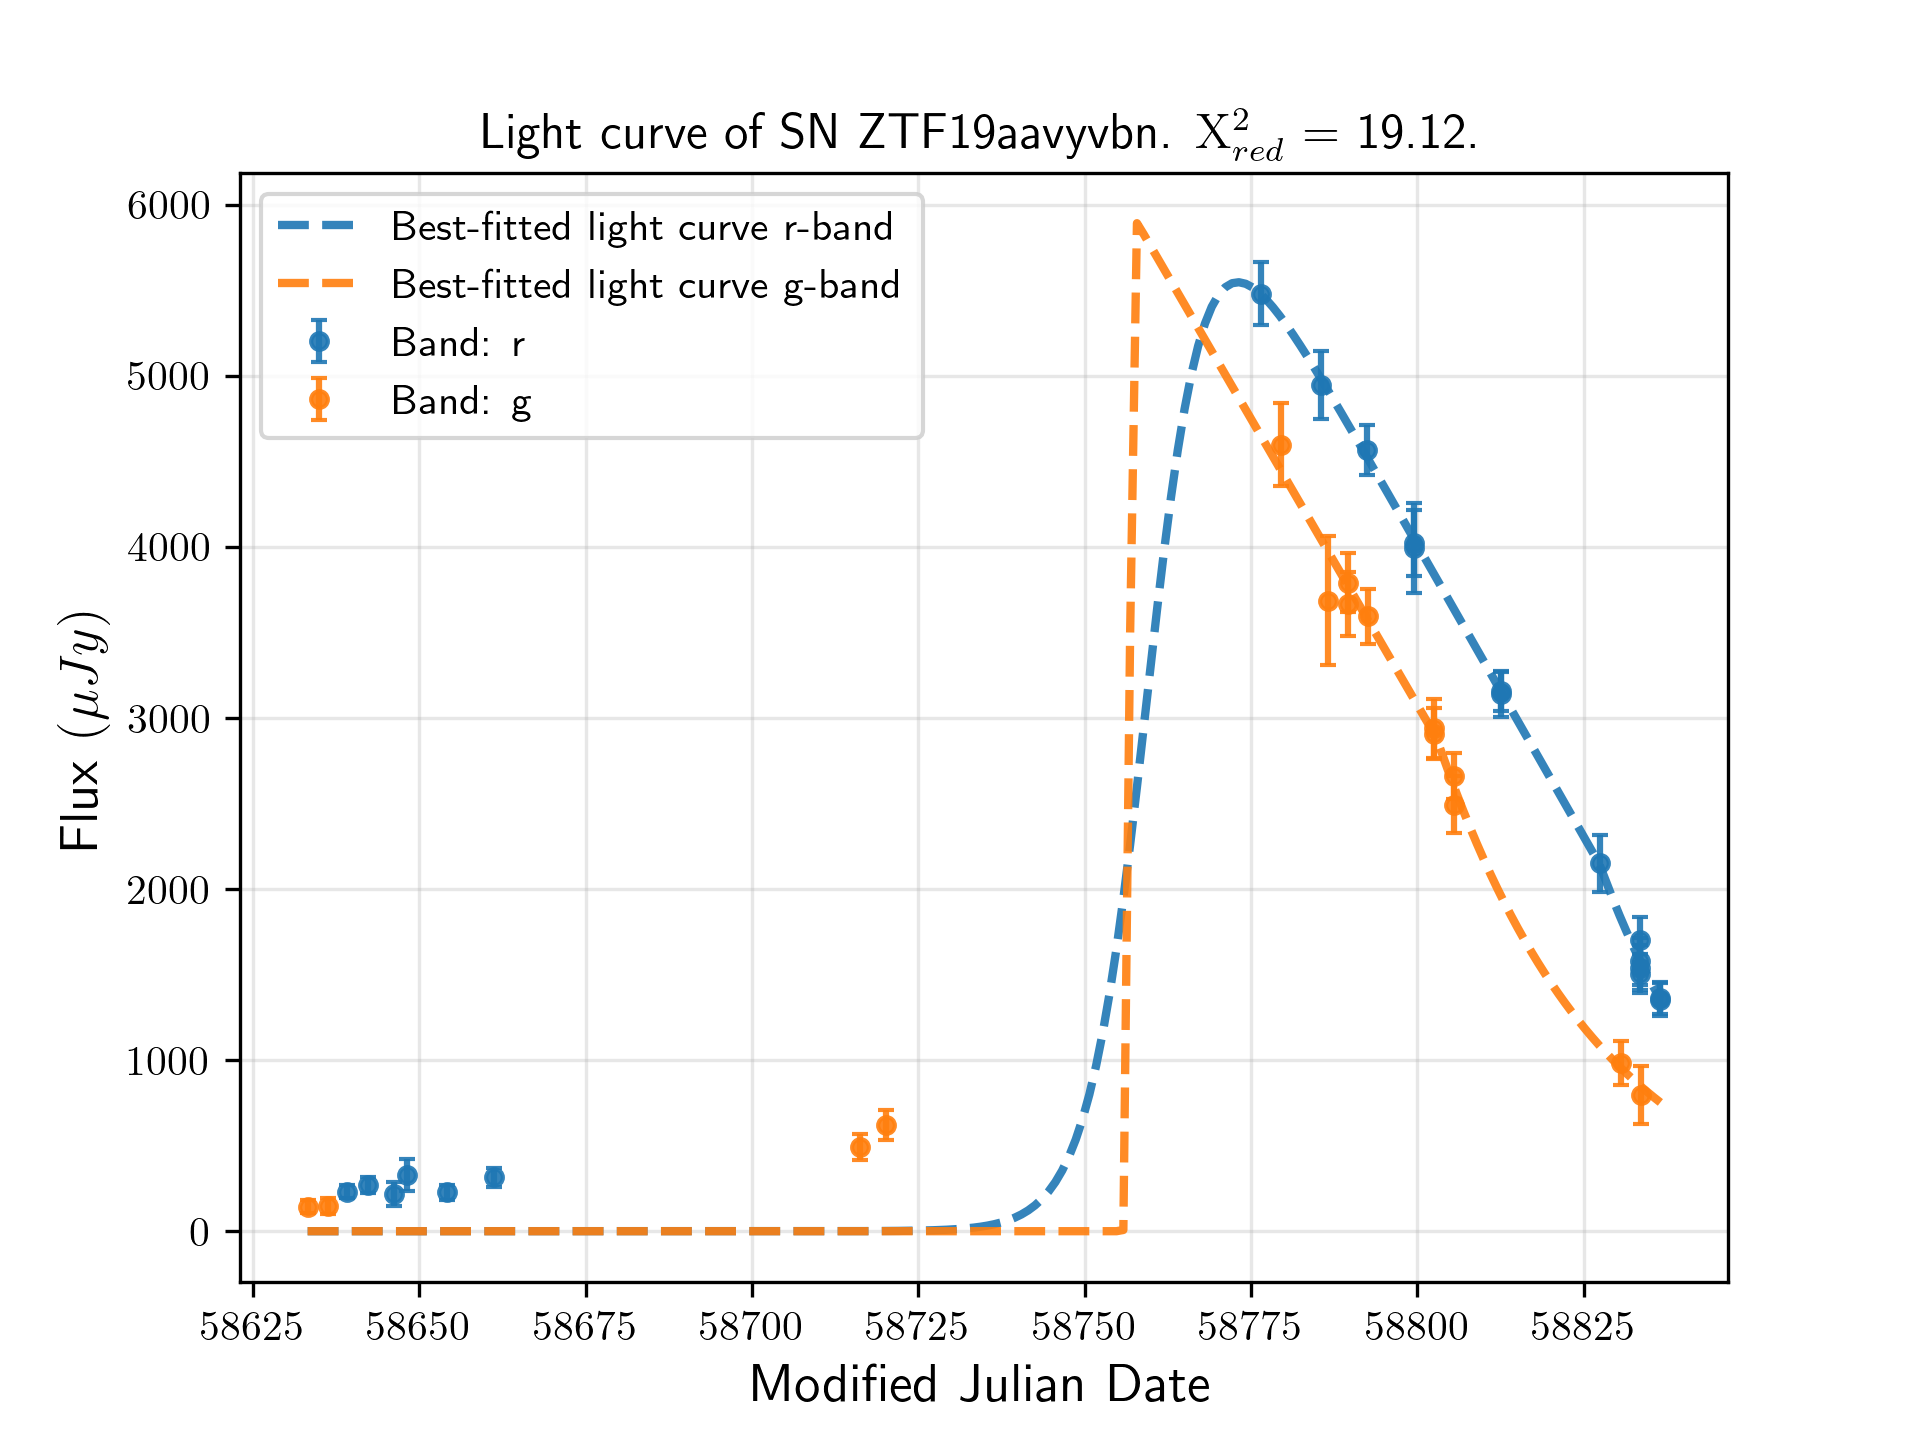 Light curve of SN ZTF19aavyvbn. X²_red = 19.12.
Best-fitted light curve r-band
Best-fitted light curve g-band
Band: r
Band: g
6000
5000
4000
3000
2000
1000
0
Flux (μJy)
58625 58650 58675 58700 58725 58750 58775 58800 58825
Modified Julian Date